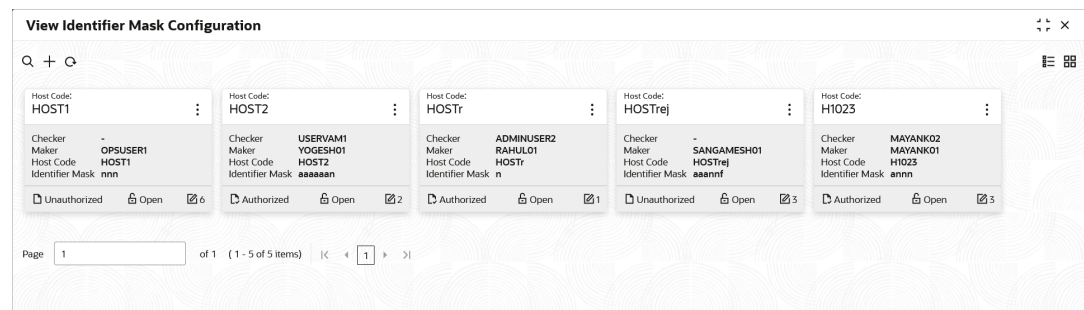 View Identifier Mask Configuration
Host Code:
HOST1
Checker -
Maker OPSUSER1
Host Code HOST1
Identifier Mask nnn
Unauthorized Open 6
Host Code:
HOST2
Checker USERVAM1
Maker YOGESH01
Host Code HOST2
Identifier Mask aaaaaan
Authorized Open 2
Host Code:
HOSTr
Checker ADMINUSER2
Maker RAHUL01
Host Code HOSTr
Identifier Mask n
Authorized Open 1
Host Code:
HOSTrej
Checker -
Maker SANGAMESH01
Host Code HOSTrej
Identifier Mask aaannf
Unauthorized Open 3
Host Code:
H1023
Checker MAYANK02
Maker MAYANK01
Host Code H1023
Identifier Mask annn
Authorized Open 3
Page 1 of 1 (1 - 5 of 5 items) 1